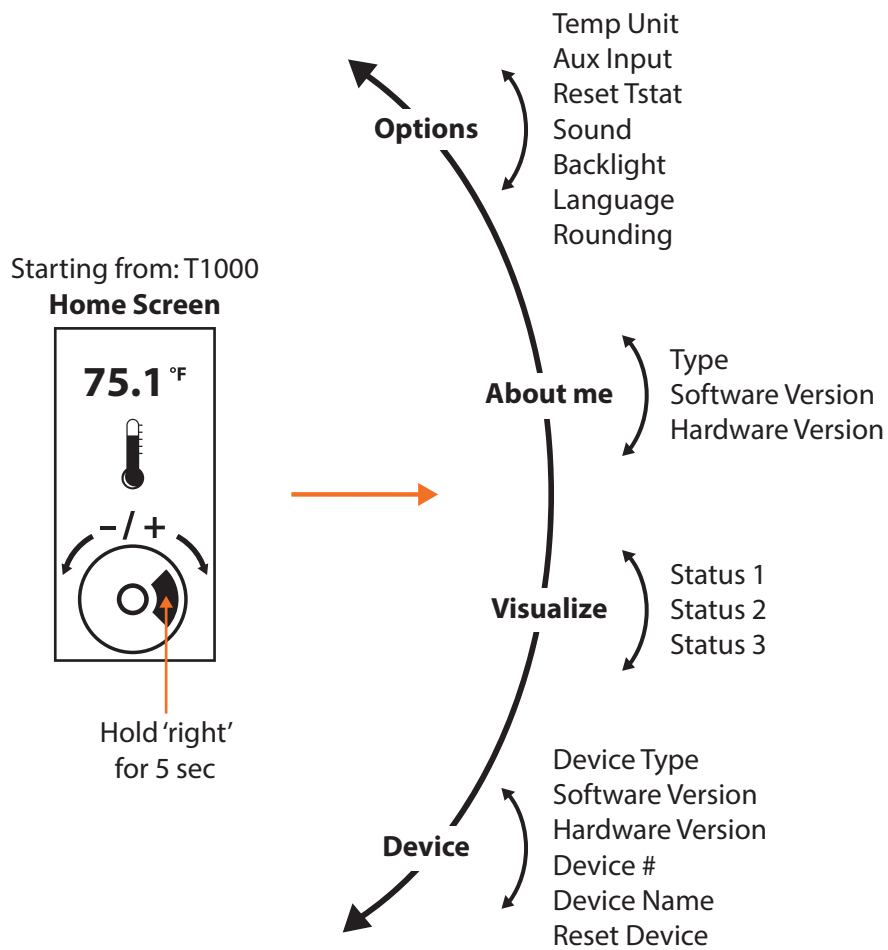 Temp Unit
Aux Input
Reset Tstat
Sound
Backlight
Language
Rounding
Options
Starting from: T1000
Home Screen
75.1 °F
- / +
Hold ‘right’
for 5 sec
About me
Type
Software Version
Hardware Version
Visualize
Status 1
Status 2
Status 3
Device
Device Type
Software Version
Hardware Version
Device #
Device Name
Reset Device